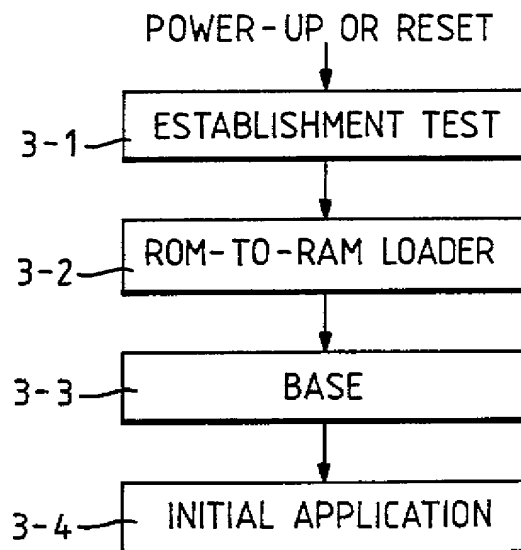 POWER-UP OR RESET
3-1 ESTABLISHMENT TEST
3-2 ROM-TO-RAM LOADER
3-3 BASE
3-4 INITIAL APPLICATION